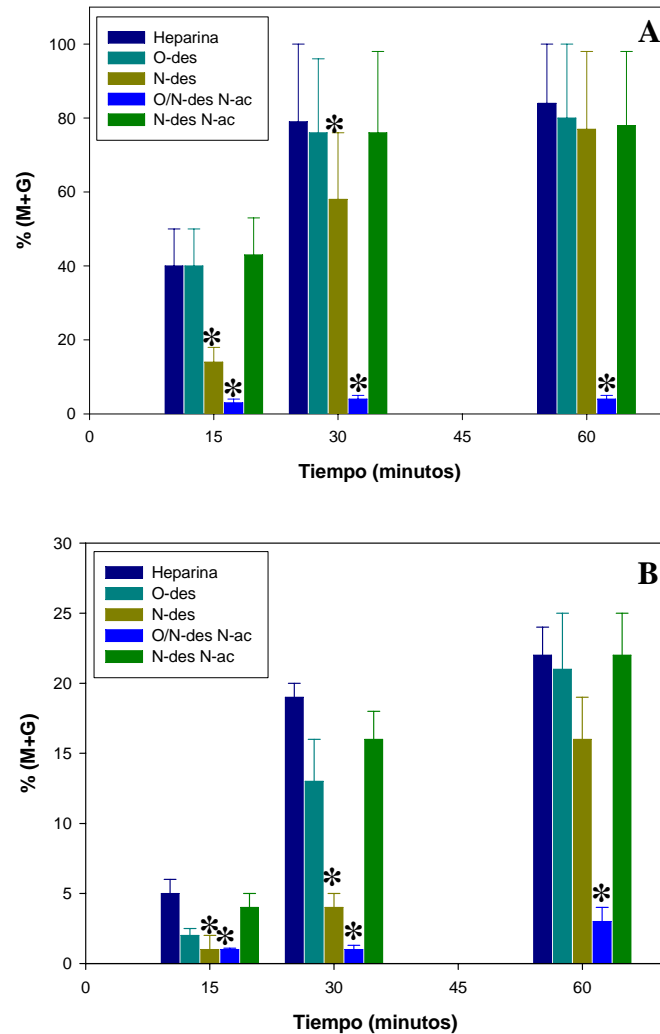 A
Heparina
O-des
N-des
O/N-des N-ac
N-des N-ac
% (M+G)
100
80
60
40
20
0
*
*
*
*
*
0 15 30 45 60
Tiempo (minutos)
B
Heparina
O-des
N-des
O/N-des N-ac
N-des N-ac
% (M+G)
30
25
20
15
10
5
0
*
*
*
*
*
0 15 30 45 60
Tiempo (minutos)